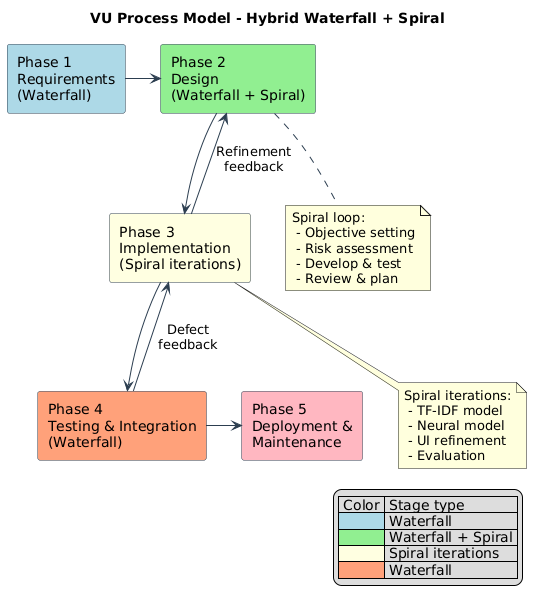 VU Process Model - Hybrid Waterfall + Spiral
Phase 1
Requirements
(Waterfall)
Phase 2
Design
(Waterfall + Spiral)
Refinement
feedback
Phase 3
Implementation
(Spiral iterations)
Spiral loop:
- Objective setting
- Risk assessment
- Develop & test
- Review & plan
Defect
feedback
Phase 4
Testing & Integration
(Waterfall)
Phase 5
Deployment &
Maintenance
Spiral iterations:
- TF-IDF model
- Neural model
- UI refinement
- Evaluation
Color Stage type
Waterfall
Waterfall + Spiral
Spiral iterations
Waterfall